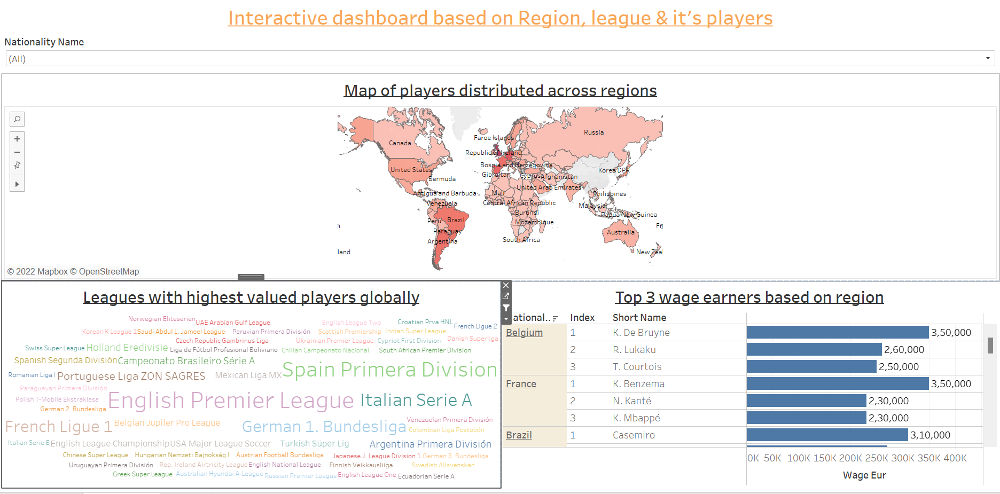 Interactive dashboard based on Region, league & it's players
Nationality Name
(All)
Map of players distributed across regions
Russia
Faroe Islands
Canada
Republic of Ireland
Bosnia and Herzegovina
United States
Korea DPR
Gibraltar
Cyprus
Afghanistan
Bermuda
United Arab Emirates
Antigua and Barbuda
Mali
Philippines
Venezuela
Central African Republic
Malaysia
Burundi
Papua New Guinea
Peru
Brazil
Mozambique
Fij
Paraguay
Australia
Argentina
South Africa
land
New Zeal
© 2022 Mapbox © OpenStreetMap
Leagues with highest valued players globally
Norwegian Eliteserien
UAE Arabian Gulf League
English League Two
Croatian Prva HNL
French Ligue 2
Korean K League 1
Saudi Abdul L. Jameel League
Peruvian Primera División
Scottish Premiership
Indian Super League
Czech Republic Gambrinus Liga
Ukrainian Premier League
Cypriot First Division
Danish Superliga
Swiss Super League
Holland Eredivisie
Liga de Fútbol Profesional Boliviano
Chilian Campeonato Nacional
South African Premier Division
Spanish Segunda División
Campeonato Brasileiro Série A
Spain Primera Division
Romanian Liga I
Portuguese Liga ZON SAGRES
Mexican Liga MX
Paraguayan Primera División
Polish T-Mobile Ekstraklasa
English Premier League
Italian Serie A
German 2. Bundesliga
French Ligue 1
Belgian Jupiler Pro League
German 1. Bundesliga
Venezuelan Primera División
Colombian Liga Postobón
Italian Serie B
English League Championship
USA Major League Soccer
Turkish Süper Lig
Argentina Primera División
Chinese Super League
Hungarian Nemzeti Bajnokság I
Austrian Football Bundesliga
Japanese J. League Division 1
German 3. Bundesliga
Uruguayan Primera División
Rep. Ireland Airtricity League
English National League
Finnish Veikkausliiga
Swedish Allsvenskan
Greek Super League
Australian Hyundai A-League
Russian Premier League
English League One
Ecuadorian Serie A
Top 3 wage earners based on region
National.. Index Short Name
Belgium 1 K. De Bruyne 3,50,000
2 R. Lukaku 2,60,000
3 T. Courtois 2,50,000
France 1 K. Benzema 3,50,000
2 N. Kanté 2,30,000
3 K. Mbappé 2,30,000
Brazil 1 Casemiro 3,10,000
0K 50K 100K 150K 200K 250K 300K 350K 400K
Wage Eur